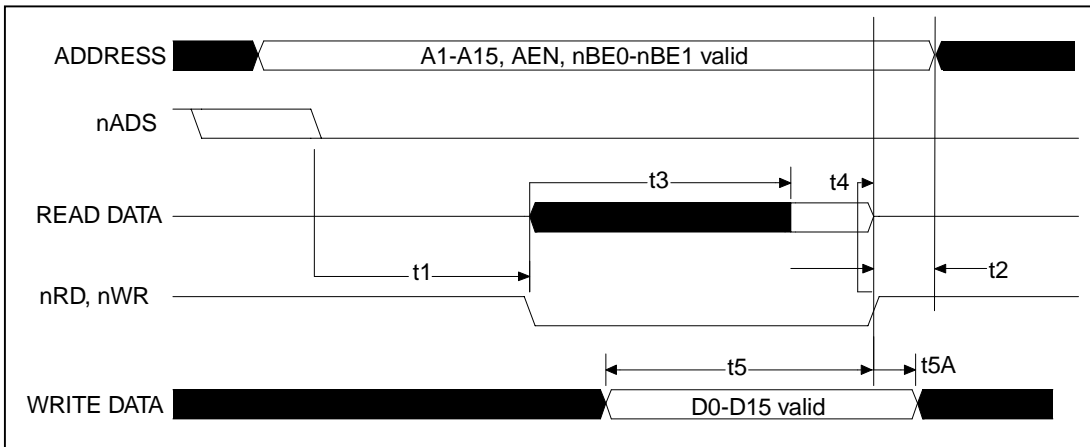 ADDRESS
A1-A15, AEN, nBE0-nBE1 valid
nADS
t3
t4
READ DATA
t1
t2
nRD, nWR
t5
t5A
WRITE DATA
D0-D15 valid